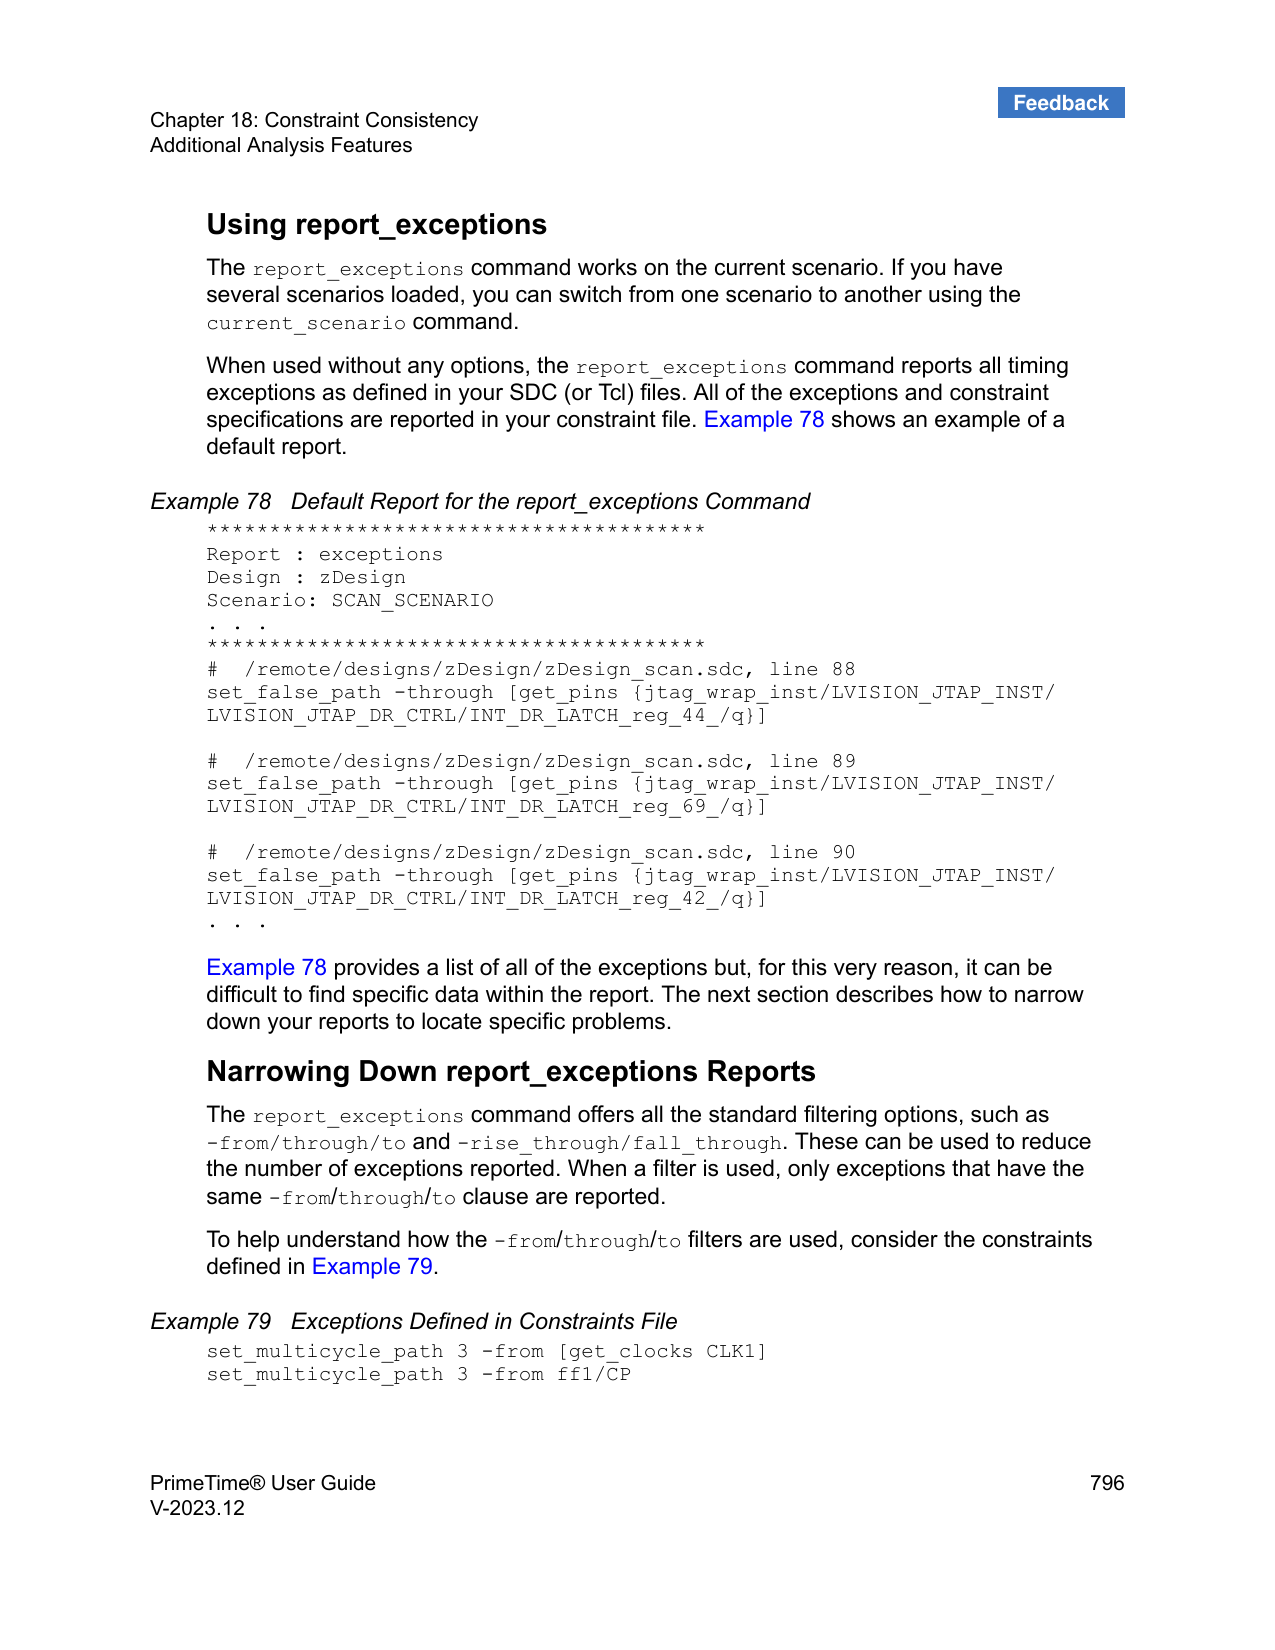 Feedback
Chapter 18: Constraint Consistency
Additional Analysis Features
Using report_exceptions
The report_exceptions command works on the current scenario. If you have
several scenarios loaded, you can switch from one scenario to another using the
current_scenario command.
When used without any options, the report_exceptions command reports all timing
exceptions as defined in your SDC (or Tcl) files. All of the exceptions and constraint
specifications are reported in your constraint file. Example 78 shows an example of a
default report.
Example 78 Default Report for the report_exceptions Command
****************************************
Report : exceptions
Design : zDesign
Scenario: SCAN_SCENARIO
. . .
****************************************
#  /remote/designs/zDesign/zDesign_scan.sdc, line 88
set_false_path -through [get_pins {jtag_wrap_inst/LVISION_JTAP_INST/
LVISION_JTAP_DR_CTRL/INT_DR_LATCH_reg_44_/q}]
#  /remote/designs/zDesign/zDesign_scan.sdc, line 89
set_false_path -through [get_pins {jtag_wrap_inst/LVISION_JTAP_INST/
LVISION_JTAP_DR_CTRL/INT_DR_LATCH_reg_69_/q}]
#  /remote/designs/zDesign/zDesign_scan.sdc, line 90
set_false_path -through [get_pins {jtag_wrap_inst/LVISION_JTAP_INST/
LVISION_JTAP_DR_CTRL/INT_DR_LATCH_reg_42_/q}]
. . .
Example 78 provides a list of all of the exceptions but, for this very reason, it can be
difficult to find specific data within the report. The next section describes how to narrow
down your reports to locate specific problems.
Narrowing Down report_exceptions Reports
The report_exceptions command offers all the standard filtering options, such as
-from/through/to and -rise_through/fall_through. These can be used to reduce
the number of exceptions reported. When a filter is used, only exceptions that have the
same -from/through/to clause are reported.
To help understand how the -from/through/to filters are used, consider the constraints
defined in Example 79.
Example 79 Exceptions Defined in Constraints File
set_multicycle_path 3 -from [get_clocks CLK1]
set_multicycle_path 3 -from ff1/CP
PrimeTime® User Guide
796
V-2023.12